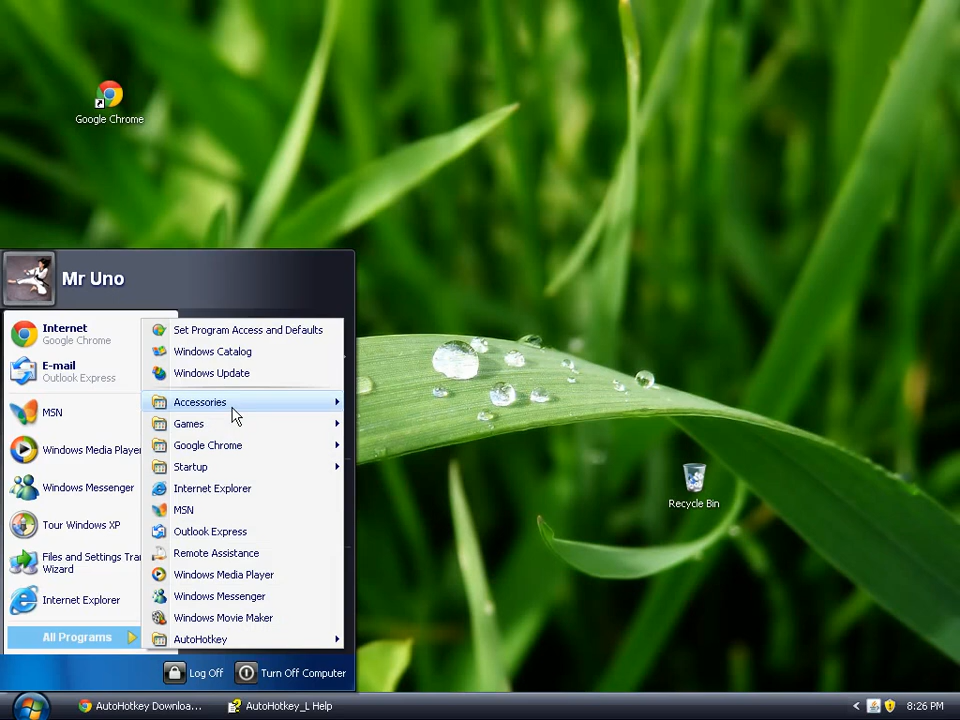 Google Chrome
Mr Uno
Internet
Google Chrome
E-mail
Outlook Express
MSN
Windows Media Player
Windows Messenger
Tour Windows XP
Files and Settings Tra
Wizard
Internet Explorer
All Programs
Set Program Access and Defaults
Windows Catalog
Windows Update
Accessories
Games
Google Chrome
Startup
Internet Explorer
MSN
Outlook Express
Remote Assistance
Windows Media Player
Windows Messenger
Windows Movie Maker
AutoHotkey
Recycle Bin
Log Off
Turn Off Computer
AutoHotkey Downloa...
AutoHotkey_L Help
8:26 PM